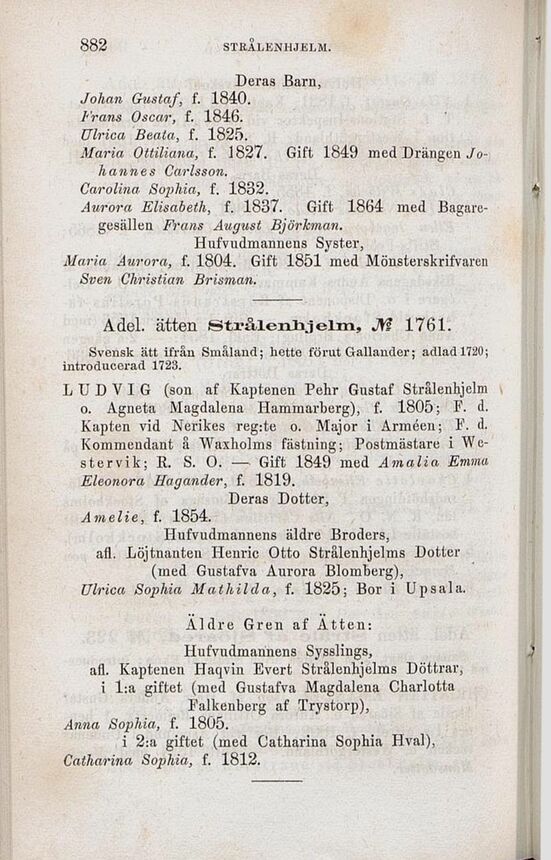 882 STRÅLENHJELM.
Deras Barn,
Johan Gustaf, f. 1840.
Frans Oscar, f. 1846.
Ulrica Beata, f. 1825.
Maria Ottiliana, f. 1827. Gift 1849 med Drängen Jo-
hannes Carlsson.
Carolina Sophia, f. 1832.
Aurora Elisabeth, f. 1837. Gift 1864 med Bagare-
gesällen Frans August Björkman.
Hufvudmannens Syster,
Maria Aurora, f. 1804. Gift 1851 med Mönsterskrifvaren
Sven Christian Brisman.
Adel. ätten Strålenhjelm, № 1761.
Svensk ätt ifrån Småland; hette förut Gallander; adlad 1720;
introducerad 1723.
LUDVIG (son af Kaptenen Pehr Gustaf Strålenhjelm
o. Agneta Magdalena Hammarberg), f. 1805; F. d.
Kapten vid Nerikes reg:te o. Major i Arméen; F. d.
Kommendant å Waxholms fästning; Postmästare i We-
stervik; R. S. O. — Gift 1849 med Amalia Emma
Eleonora Hagander, f. 1819.
Deras Dotter,
Amelie, f. 1854.
Hufvudmannens äldre Broders,
afl. Löjtnanten Henric Otto Strålenhjelms Dotter
(med Gustafva Aurora Blomberg),
Ulrica Sophia Mathilda, f. 1825; Bor i Upsala.
Äldre Gren af Ätten:
Hufvudmannens Sysslings,
afl. Kaptenen Haqvin Evert Strålenhjelms Döttrar,
i 1:a giftet (med Gustafva Magdalena Charlotta
Falkenberg af Trystorp),
Anna Sophia, f. 1805.
i 2:a giftet (med Catharina Sophia Hval),
Catharina Sophia, f. 1812.